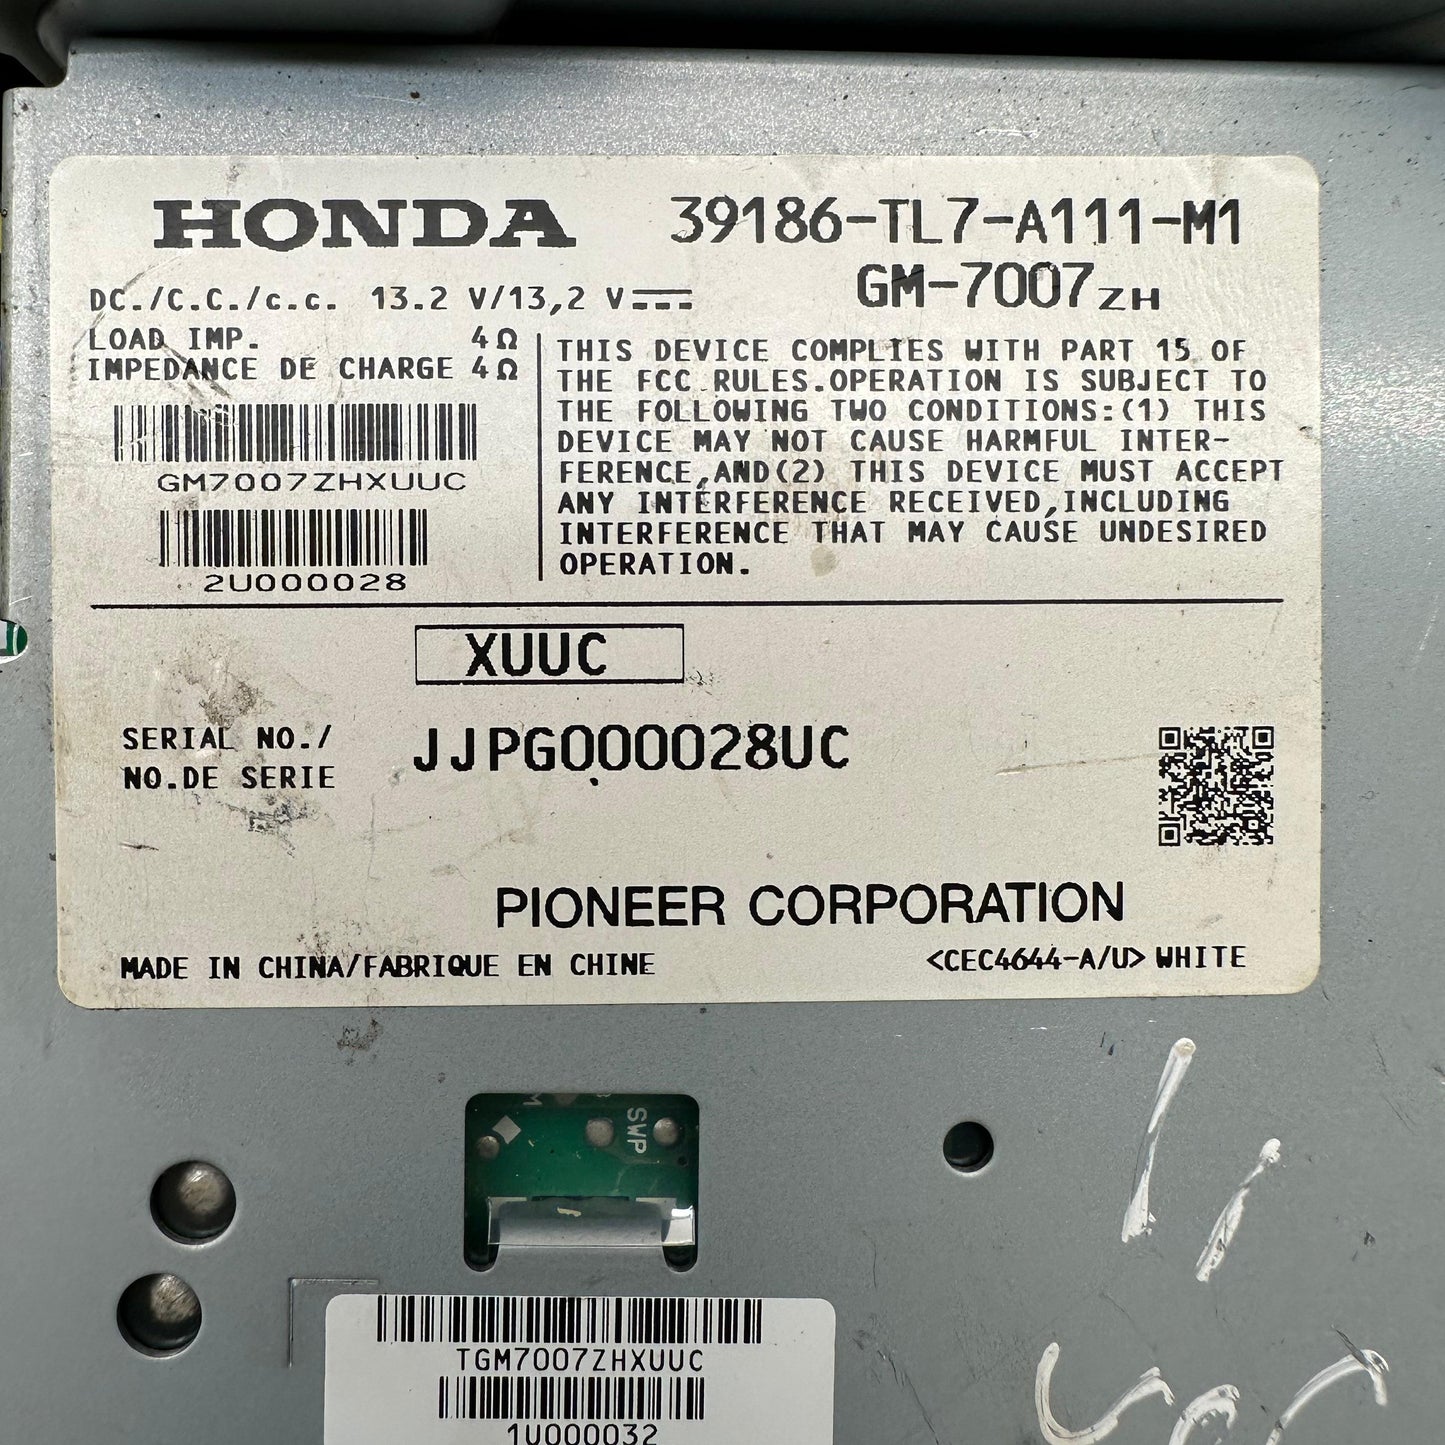 HONDA 39186-TL7-A111-M1
GM-7007ZH
DC./C.C./c.c. 13.2 V/13,2 V
LOAD IMP. 4Ω
IMPEDANCE DE CHARGE 4Ω
GM7007ZHXUUC
2U000028
THIS DEVICE COMPLIES WITH PART 15 OF
THE FCC RULES.OPERATION IS SUBJECT TO
THE FOLLOWING TWO CONDITIONS:(1) THIS
DEVICE MAY NOT CAUSE HARMFUL INTER-
FERENCE,AND(2) THIS DEVICE MUST ACCEPT
ANY INTERFERENCE RECEIVED,INCLUDING
INTERFERENCE THAT MAY CAUSE UNDESIRED
OPERATION.
XUUC
SERIAL NO./
NO.DE SERIE
JJPG000028UC
PIONEER CORPORATION
MADE IN CHINA/FABRIQUE EN CHINE
<CEC4644-A/U> WHITE
SWP
TGM7007ZHXUUC
1U000032